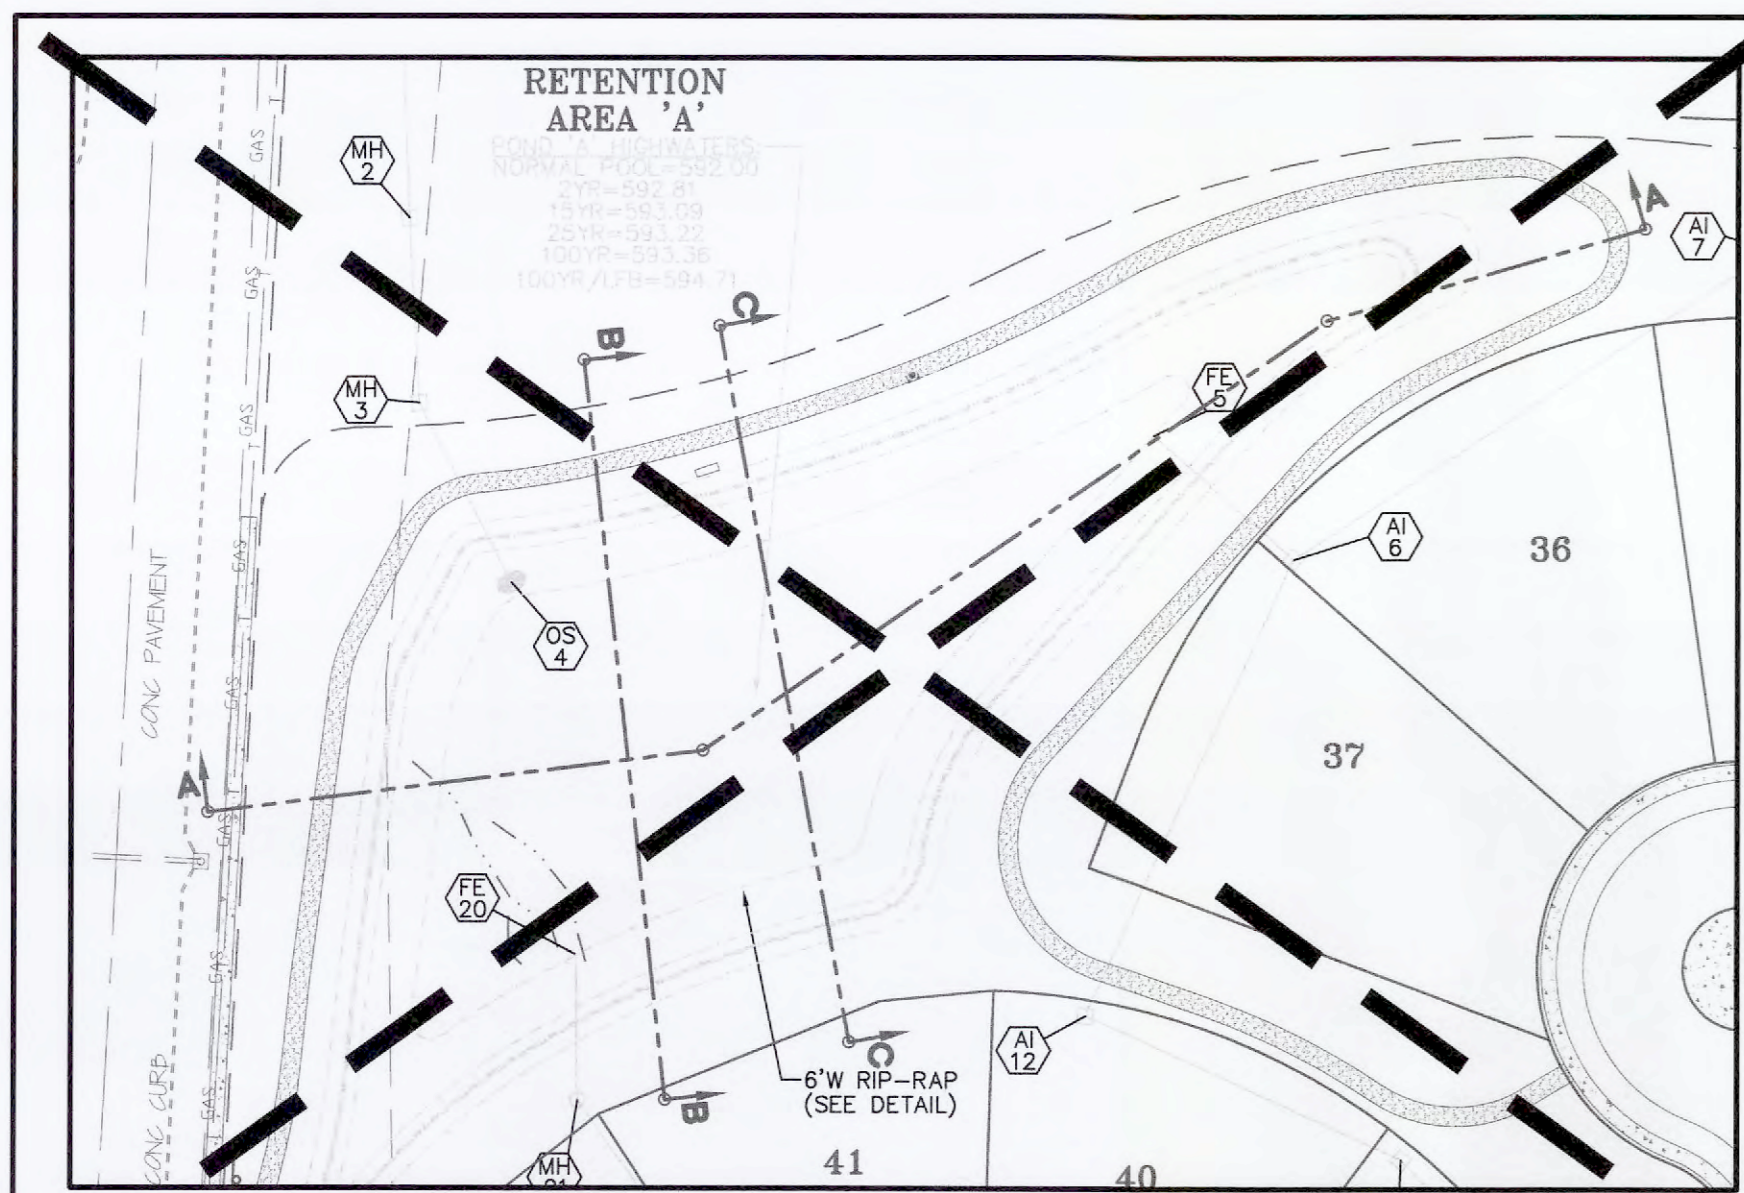 RETENTION
AREA 'A'
POND 'A' HIGHWATERS:
NORMAL POOL=592.00
2YR=592.81
15YR=593.09
25YR=593.22
100YR=593.36
100YR/LFB=594.71
MH
2
GAS
GAS
GAS
GAS
GAS
GAS
GAS
GAS
MH
3
B
C
A
AI
7
FE
5
AI
6
36
OS
4
37
CONC PAVEMENT
A
FE
20
AI
12
C
B
6'W RIP-RAP
(SEE DETAIL)
CONC CURB
MH
21
41
40